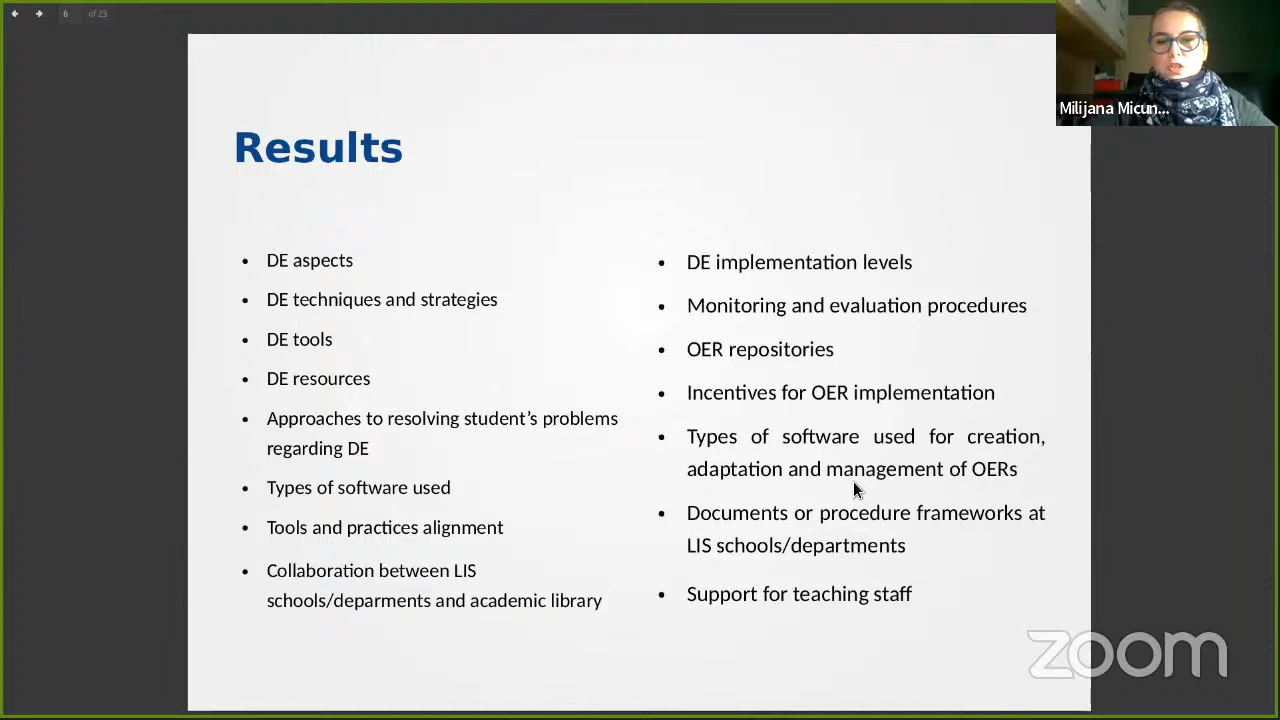 6 of 23
Milijana Micun...
Results
• DE aspects
• DE techniques and strategies
• DE tools
• DE resources
• Approaches to resolving student's problems
regarding DE
• Types of software used
• Tools and practices alignment
• Collaboration between LIS
schools/deparments and academic library
• DE implementation levels
• Monitoring and evaluation procedures
• OER repositories
• Incentives for OER implementation
• Types of software used for creation,
adaptation and management of OERs
• Documents or procedure frameworks at
LIS schools/departments
• Support for teaching staff
zoom